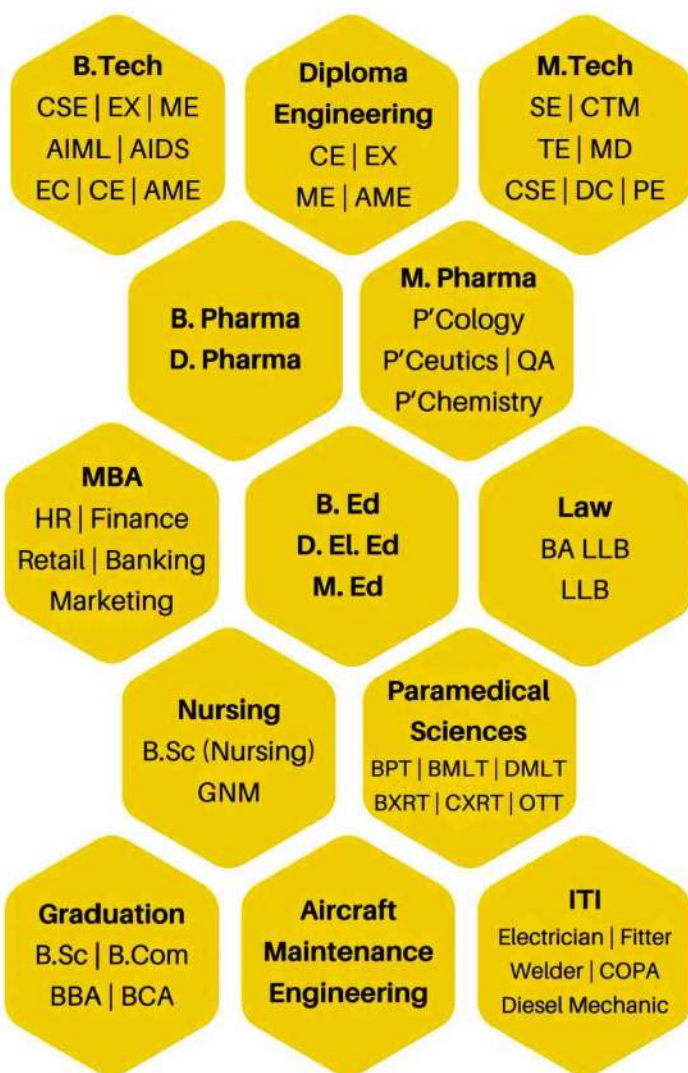 B.Tech
CSE | EX | ME
AIML | AIDS
EC | CE | AME
Diploma
Engineering
CE | EX
ME | AME
M.Tech
SE | CTM
TE | MD
CSE | DC | PE
B. Pharma
D. Pharma
M. Pharma
P'Cology
P'Ceutics | QA
P'Chemistry
MBA
HR | Finance
Retail | Banking
Marketing
B. Ed
D. El. Ed
M. Ed
Law
BA LLB
LLB
Nursing
B.Sc (Nursing)
GNM
Paramedical
Sciences
BPT | BMLT | DMLT
BXRT | CXRT | OTT
Graduation
B.Sc | B.Com
BBA | BCA
Aircraft
Maintenance
Engineering
ITI
Electrician | Fitter
Welder | COPA
Diesel Mechanic